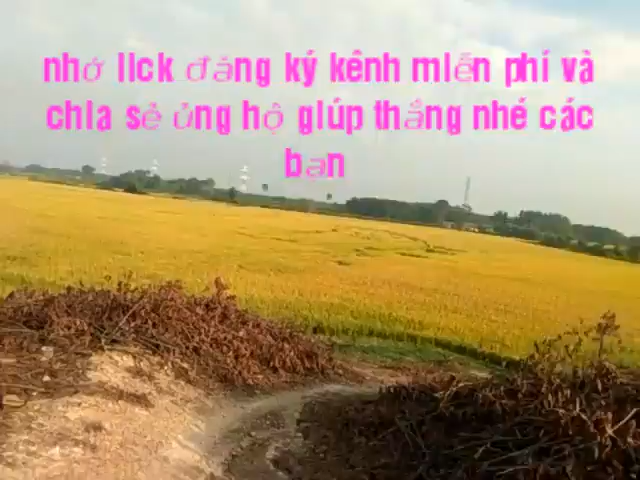 nhớ lick đăng ký kênh miễn phí và
chia sẻ ủng hộ giúp thắng nhé các
bạn